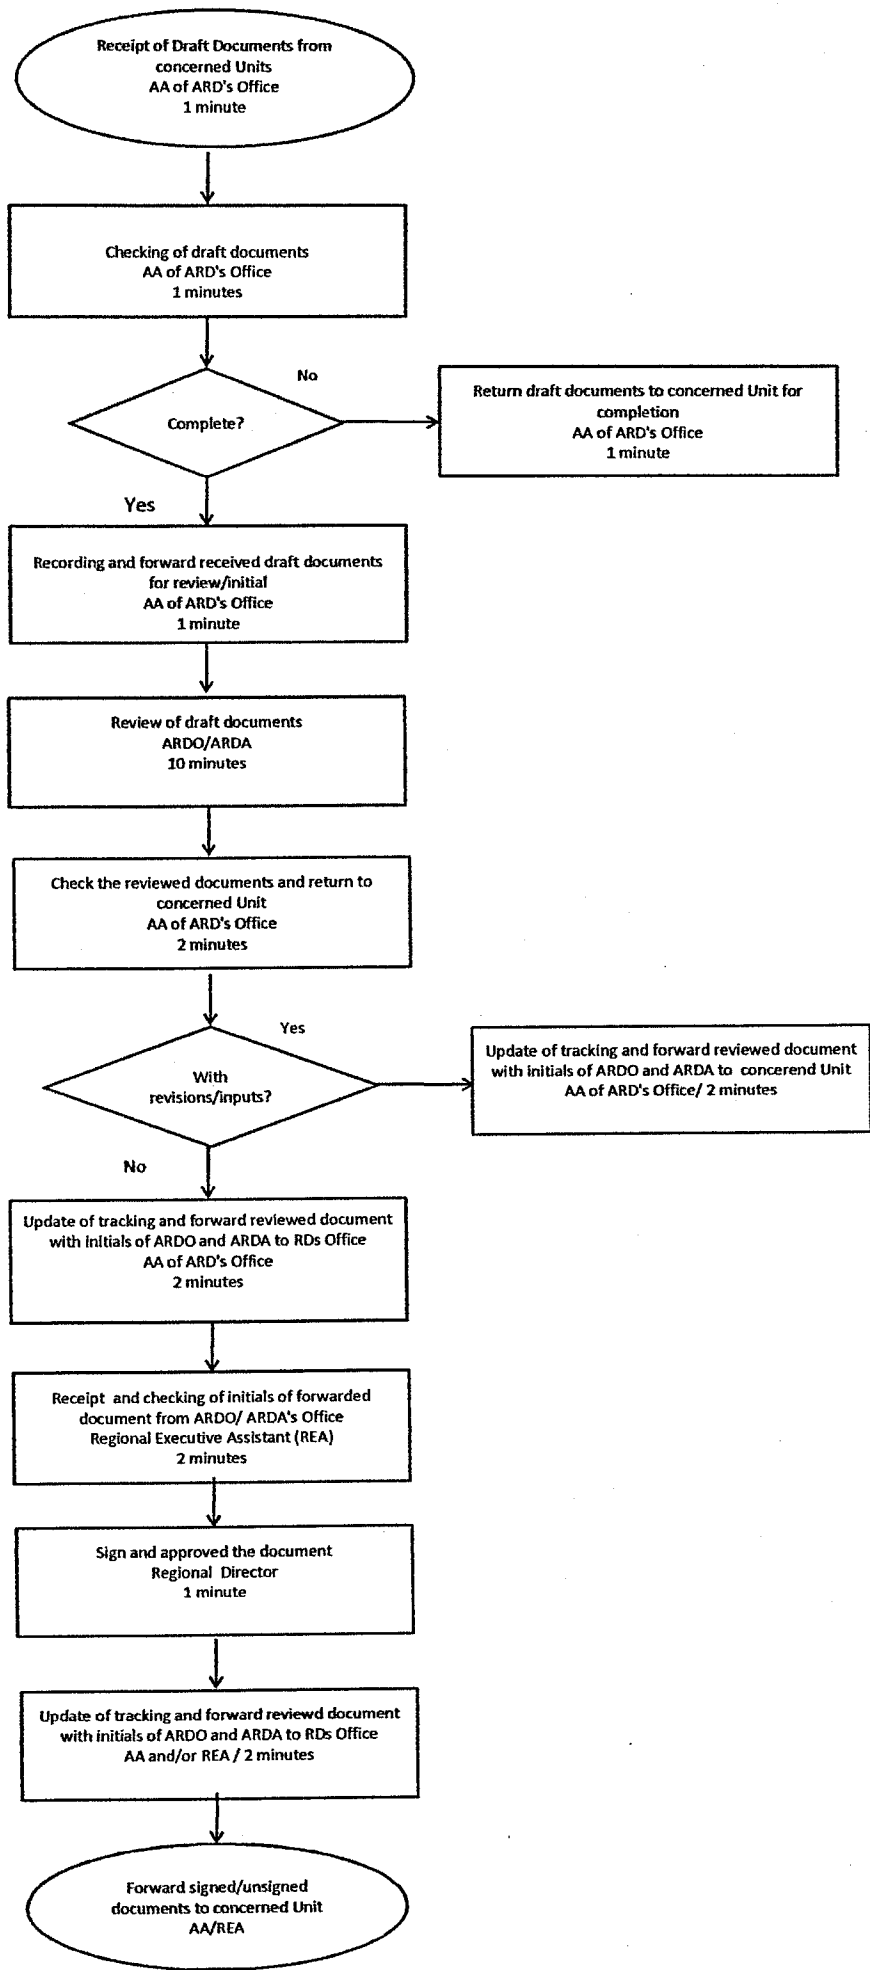 Receipt of Draft Documents from
concerned Units
AA of ARD's Office
1 minute
Checking of draft documents
AA of ARD's Office
1 minutes
No
Complete?
Return draft documents to concerned Unit for
completion
AA of ARD's Office
1 minute
Yes
Recording and forward received draft documents
for review/initial
AA of ARD's Office
1 minute
Review of draft documents
ARDO/ARDA
10 minutes
Check the reviewed documents and return to
concerned Unit
AA of ARD's Office
2 minutes
Yes
With
revisions/inputs?
Update of tracking and forward reviewed document
with initials of ARDO and ARDA to concerend Unit
AA of ARD's Office/ 2 minutes
No
Update of tracking and forward reviewed document
with initials of ARDO and ARDA to RDs Office
AA of ARD's Office
2 minutes
Receipt and checking of initials of forwarded
document from ARDO/ ARDA's Office
Regional Executive Assistant (REA)
2 minutes
Sign and approved the document
Regional Director
1 minute
Update of tracking and forward reviewd document
with initials of ARDO and ARDA to RDs Office
AA and/or REA / 2 minutes
Forward signed/unsigned
documents to concerned Unit
AA/REA